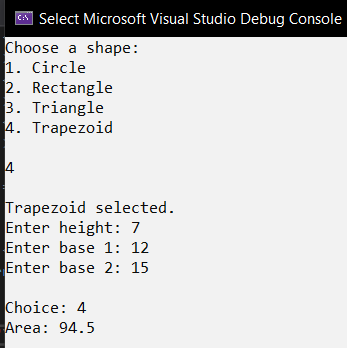 Select Microsoft Visual Studio Debug Console
Choose a shape:
1. Circle
2. Rectangle
3. Triangle
4. Trapezoid
4
Trapezoid selected.
Enter height: 7
Enter base 1: 12
Enter base 2: 15
Choice: 4
Area: 94.5